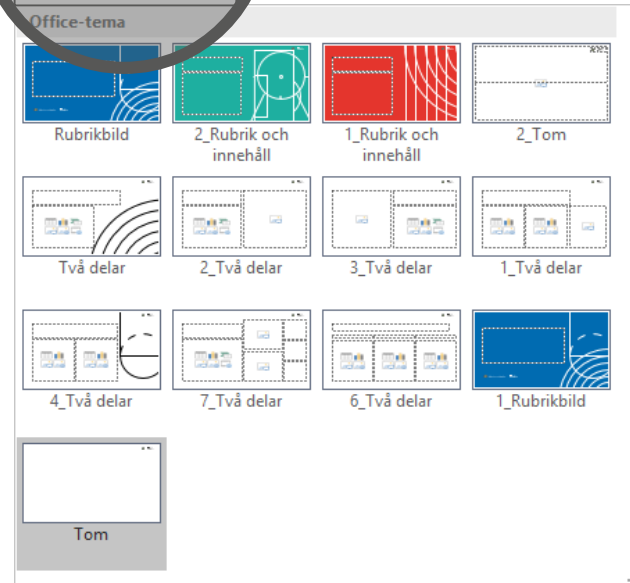 Office-tema
Rubrikbild
2_Rubrik och
innehåll
1_Rubrik och
innehåll
2_Tom
Två delar
2_Två delar
3_Två delar
1_Två delar
4_Två delar
7_Två delar
6_Två delar
1_Rubrikbild
Tom